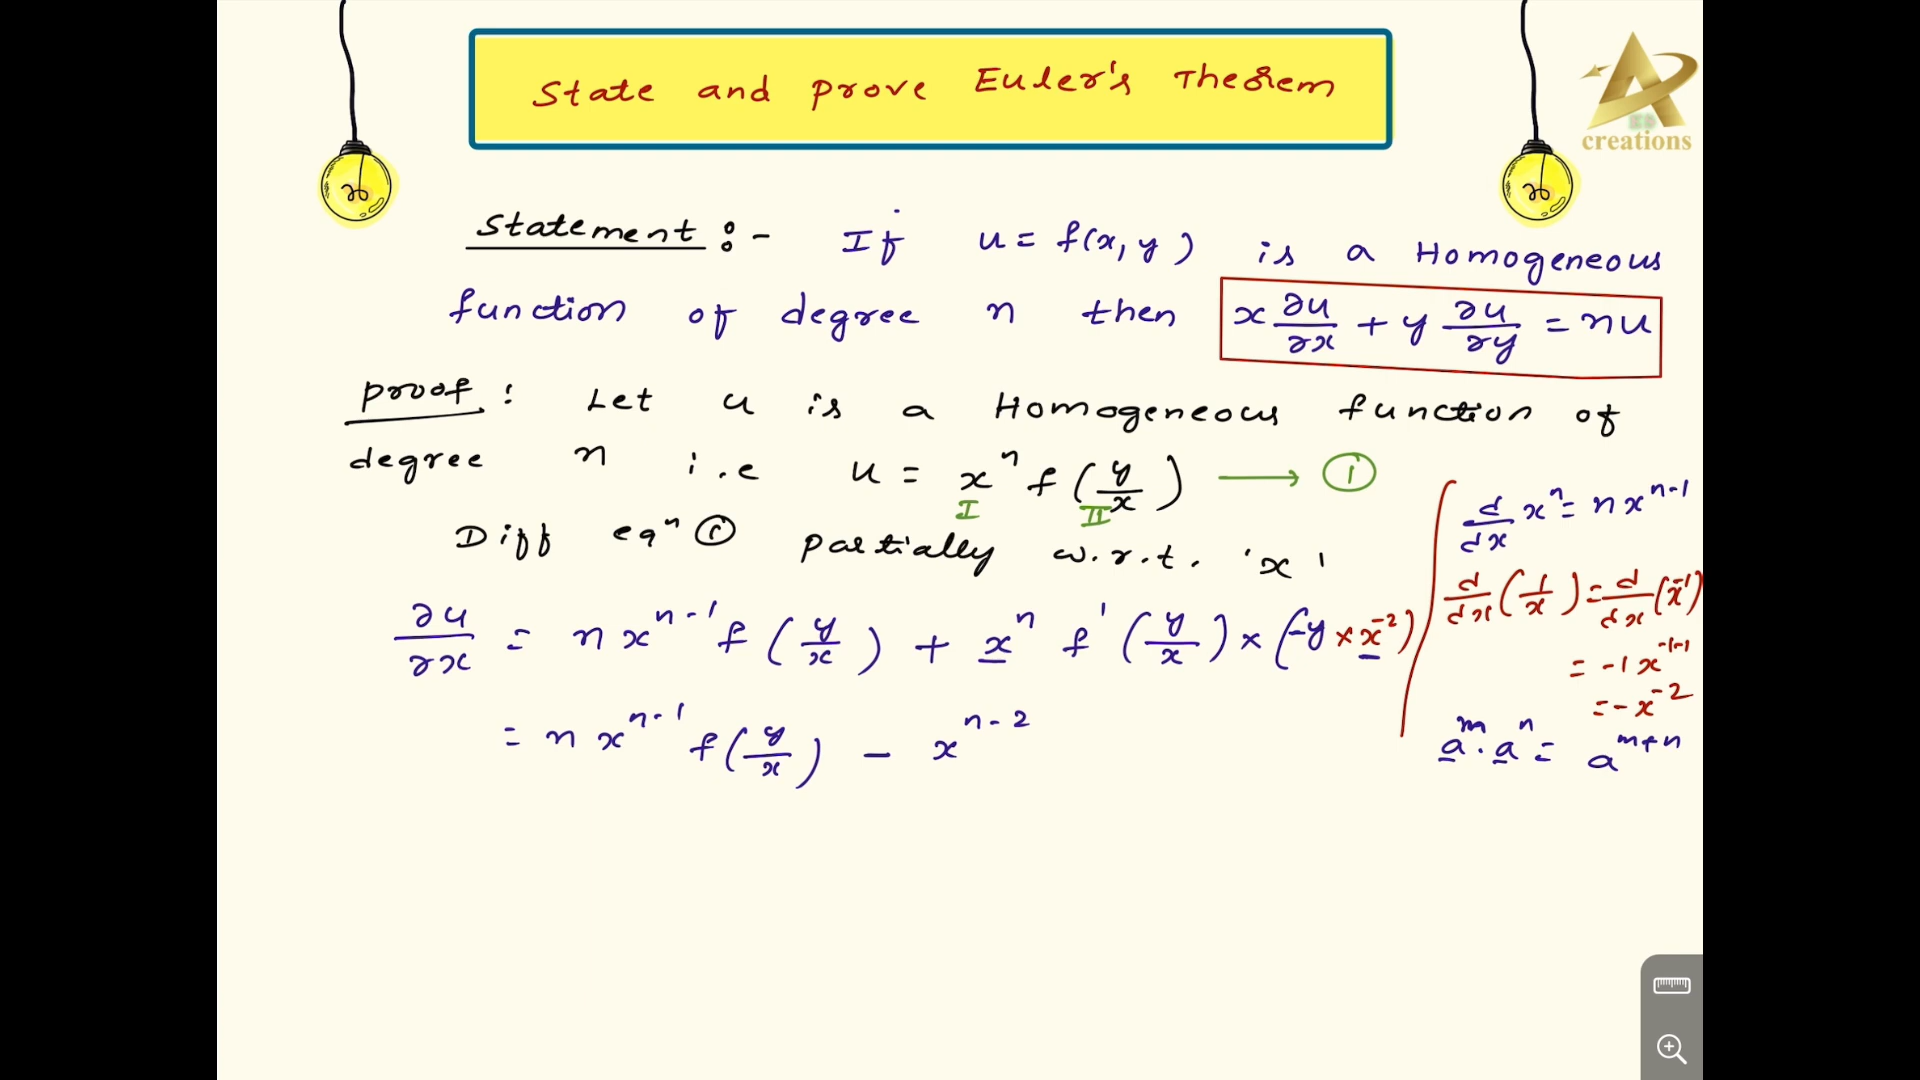 State and prove Euler's Theorem
A
ED
creations
Statement :- If u = f(x, y) is a Homogeneous
function of degree n then x ∂u/∂x + y ∂u/∂y = nu
Proof : Let u is a Homogeneous function of
degree n i.e u = x^n f(y/x) ⟶ ①
I II
Diff eqⁿ ① partially w.r.t. 'x'
∂u/∂x = n x^(n-1) f(y/x) + x^n f'(y/x) × (-y × x^-2)
= n x^(n-1) f(y/x) - x^(n-2)
d/dx x^n = n x^(n-1)
d/dx (1/x) = d/dx (x^-1)
= -1 x^(-1-1)
= -x^-2
a^m . a^n = a^(m+n)